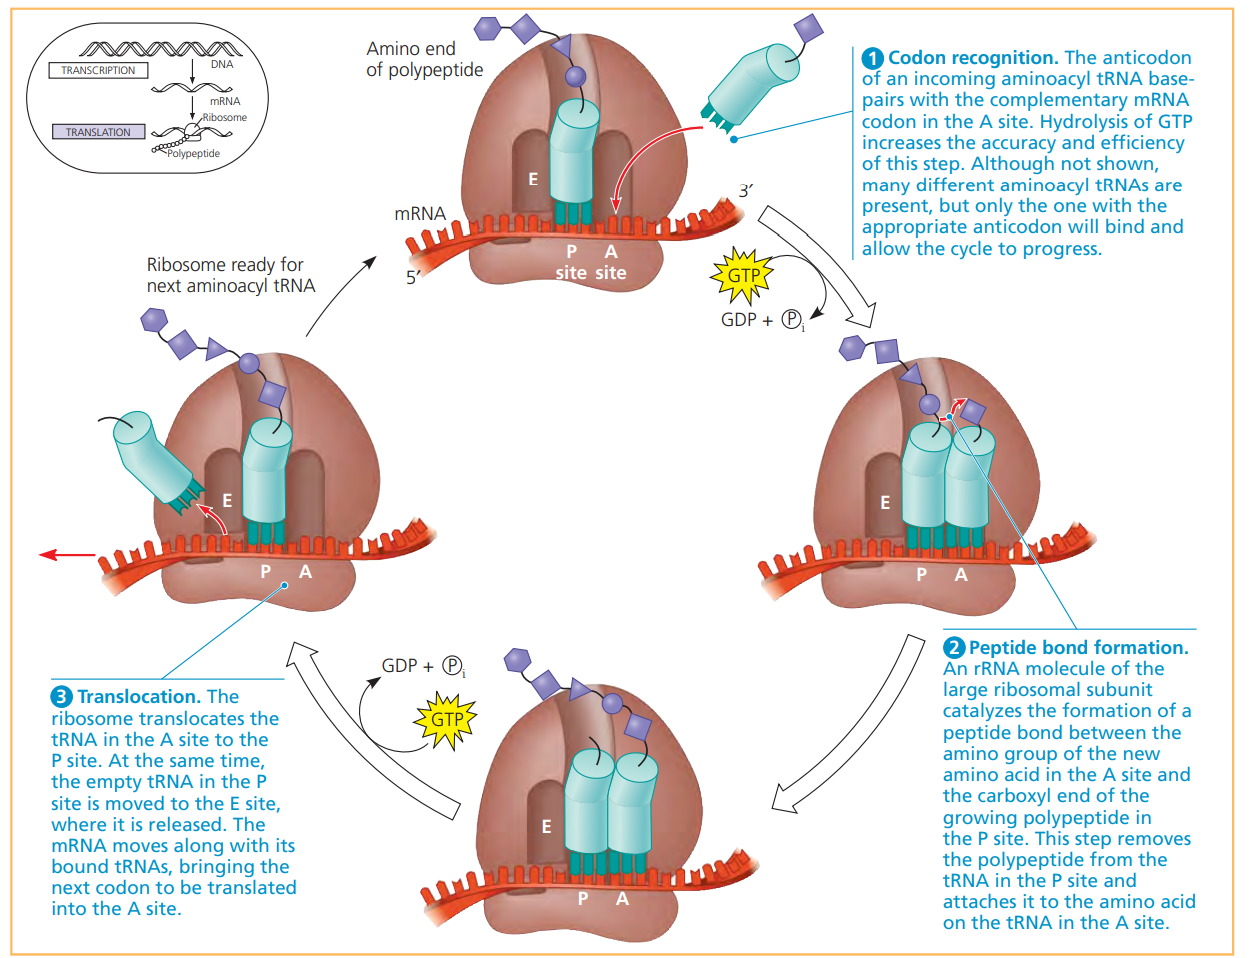 DNA
TRANSCRIPTION
mRNA
Ribosome
TRANSLATION
Polypeptide
Amino end
of polypeptide
E
mRNA
3′
5′
P A
site site
1 Codon recognition. The anticodon
of an incoming aminoacyl tRNA base-
pairs with the complementary mRNA
codon in the A site. Hydrolysis of GTP
increases the accuracy and efficiency
of this step. Although not shown,
many different aminoacyl tRNAs are
present, but only the one with the
appropriate anticodon will bind and
allow the cycle to progress.
GTP
GDP + Pi
E
P A
2 Peptide bond formation.
An rRNA molecule of the
large ribosomal subunit
catalyzes the formation of a
peptide bond between the
amino group of the new
amino acid in the A site and
the carboxyl end of the
growing polypeptide in
the P site. This step removes
the polypeptide from the
tRNA in the P site and
attaches it to the amino acid
on the tRNA in the A site.
E
P A
GDP + Pi
GTP
3 Translocation. The
ribosome translocates the
tRNA in the A site to the
P site. At the same time,
the empty tRNA in the P
site is moved to the E site,
where it is released. The
mRNA moves along with its
bound tRNAs, bringing the
next codon to be translated
into the A site.
E
P A
Ribosome ready for
next aminoacyl tRNA